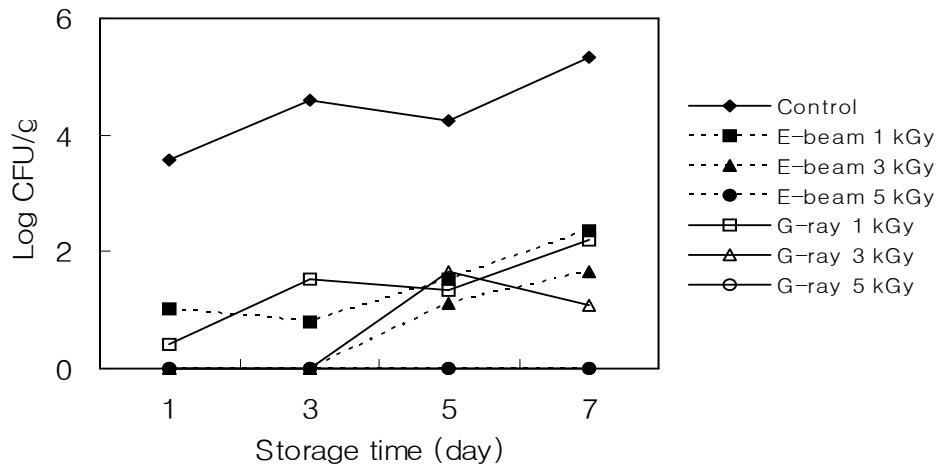 6
4
2
0
Log CFU/g
1 3 5 7
Storage time (day)
Control
E-beam 1 kGy
E-beam 3 kGy
E-beam 5 kGy
G-ray 1 kGy
G-ray 3 kGy
G-ray 5 kGy